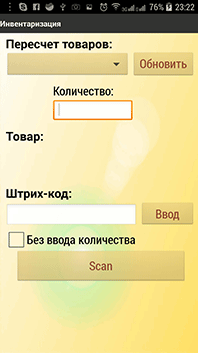 76% 23:22
Инвентаризация
Пересчет товаров:
Обновить
Количество:
Товар:
Штрих-код:
Ввод
Без ввода количества
Scan